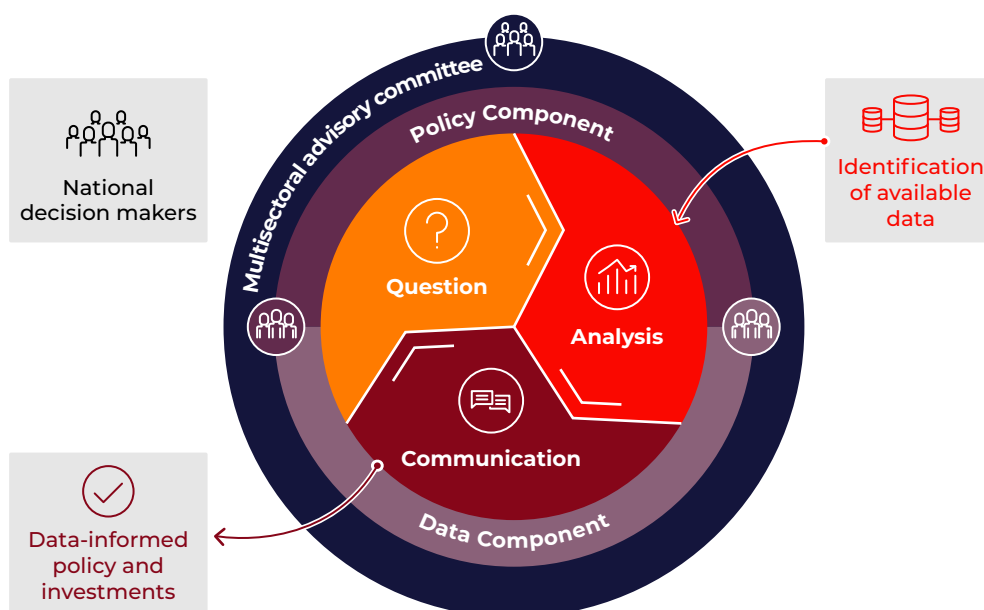 Multisectoral advisory committee
Policy Component
National
decision makers
Identification
of available
data
Question
Analysis
Communication
Data Component
Data-informed
policy and
investments